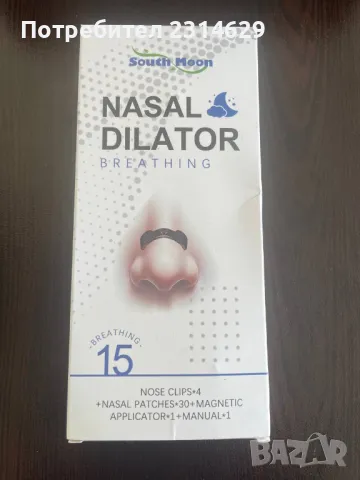 Потребител 2314629
South Moon
NASAL
DILATOR
BREATHING
-BREATHING-
15
NOSE CLIPS*4
+NASAL PATCHES*30+MAGNETIC
APPLICATOR*1+MANUAL*1
BAZAR